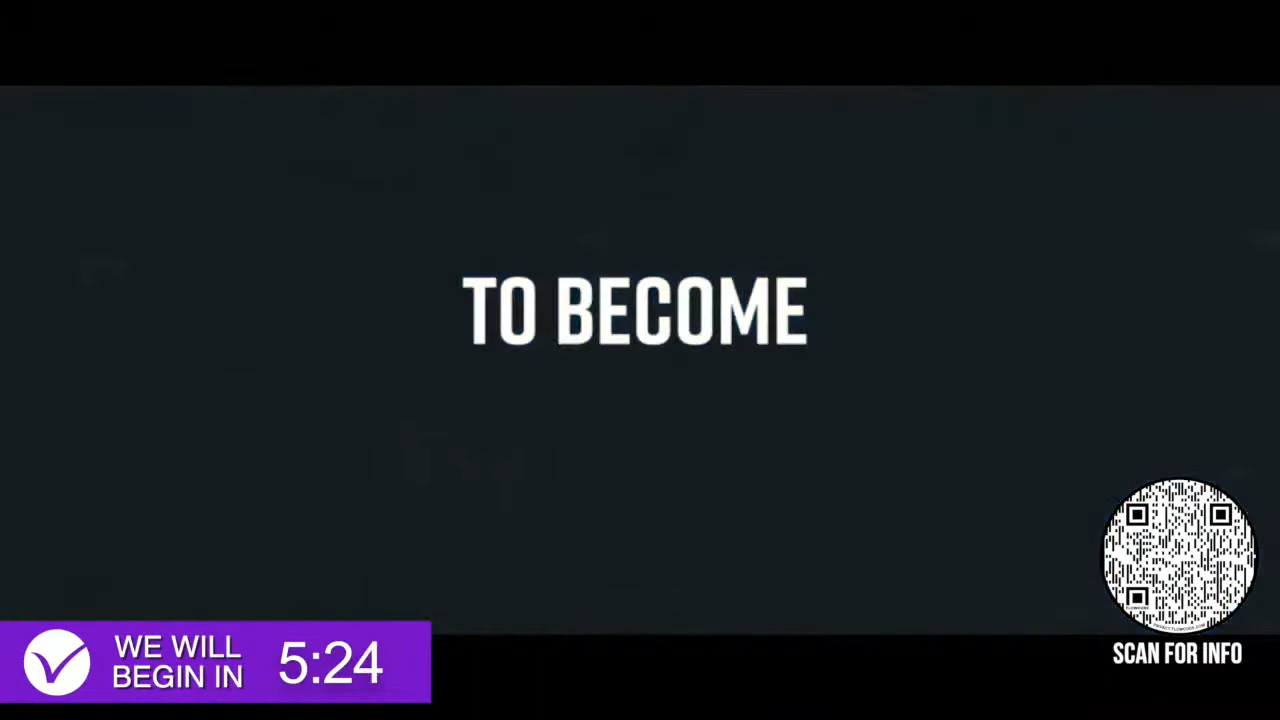 TO BECOME
WE WILL
BEGIN IN
5:24
SCAN FOR INFO